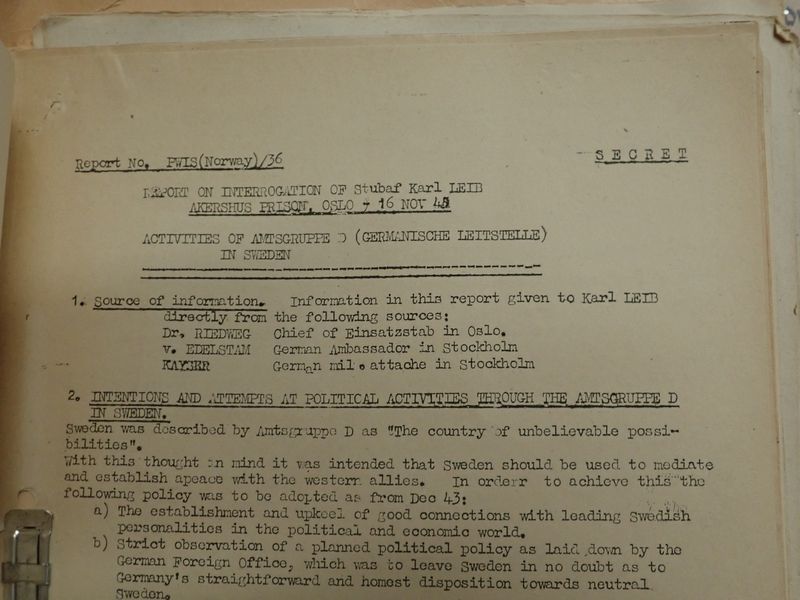 Report No. PWIS(Norway)/36
SECRET
REPORT ON INTERROGATION OF Stubaf Karl LEIB
AKERSHUS PRISON, OSLO - 16 NOV 45
ACTIVITIES OF AMTSGRUPPE D (GERMANISCHE LEITSTELLE)
IN SWEDEN
1. Source of information. Information in this report given to Karl LEIB
directly from the following sources:
Dr. RIEDWEG Chief of Einsatzstab in Oslo.
v. EDELSTAM German Ambassador in Stockholm
KAYSER German mil. attache in Stockholm
2. INTENTIONS AND ATTEMPTS AT POLITICAL ACTIVITIES THROUGH THE AMTSGRUPPE D
IN SWEDEN.
Sweden was described by Amtsgruppe D as "The country of unbelievable possi-
bilities".
With this thought in mind it was intended that Sweden should be used to mediate
and establish apeace with the western allies. In orderr to achieve this the
following policy was to be adopted as from Dec 43:
a) The establishment and upkeel of good connections with leading Swedish
personalities in the political and economic world.
b) Strict observation of a planned political policy as laid down by the
German Foreign Office, which was to leave Sweden in no doubt as to
Germany's straightforward and homest disposition towards neutral
Sweden.